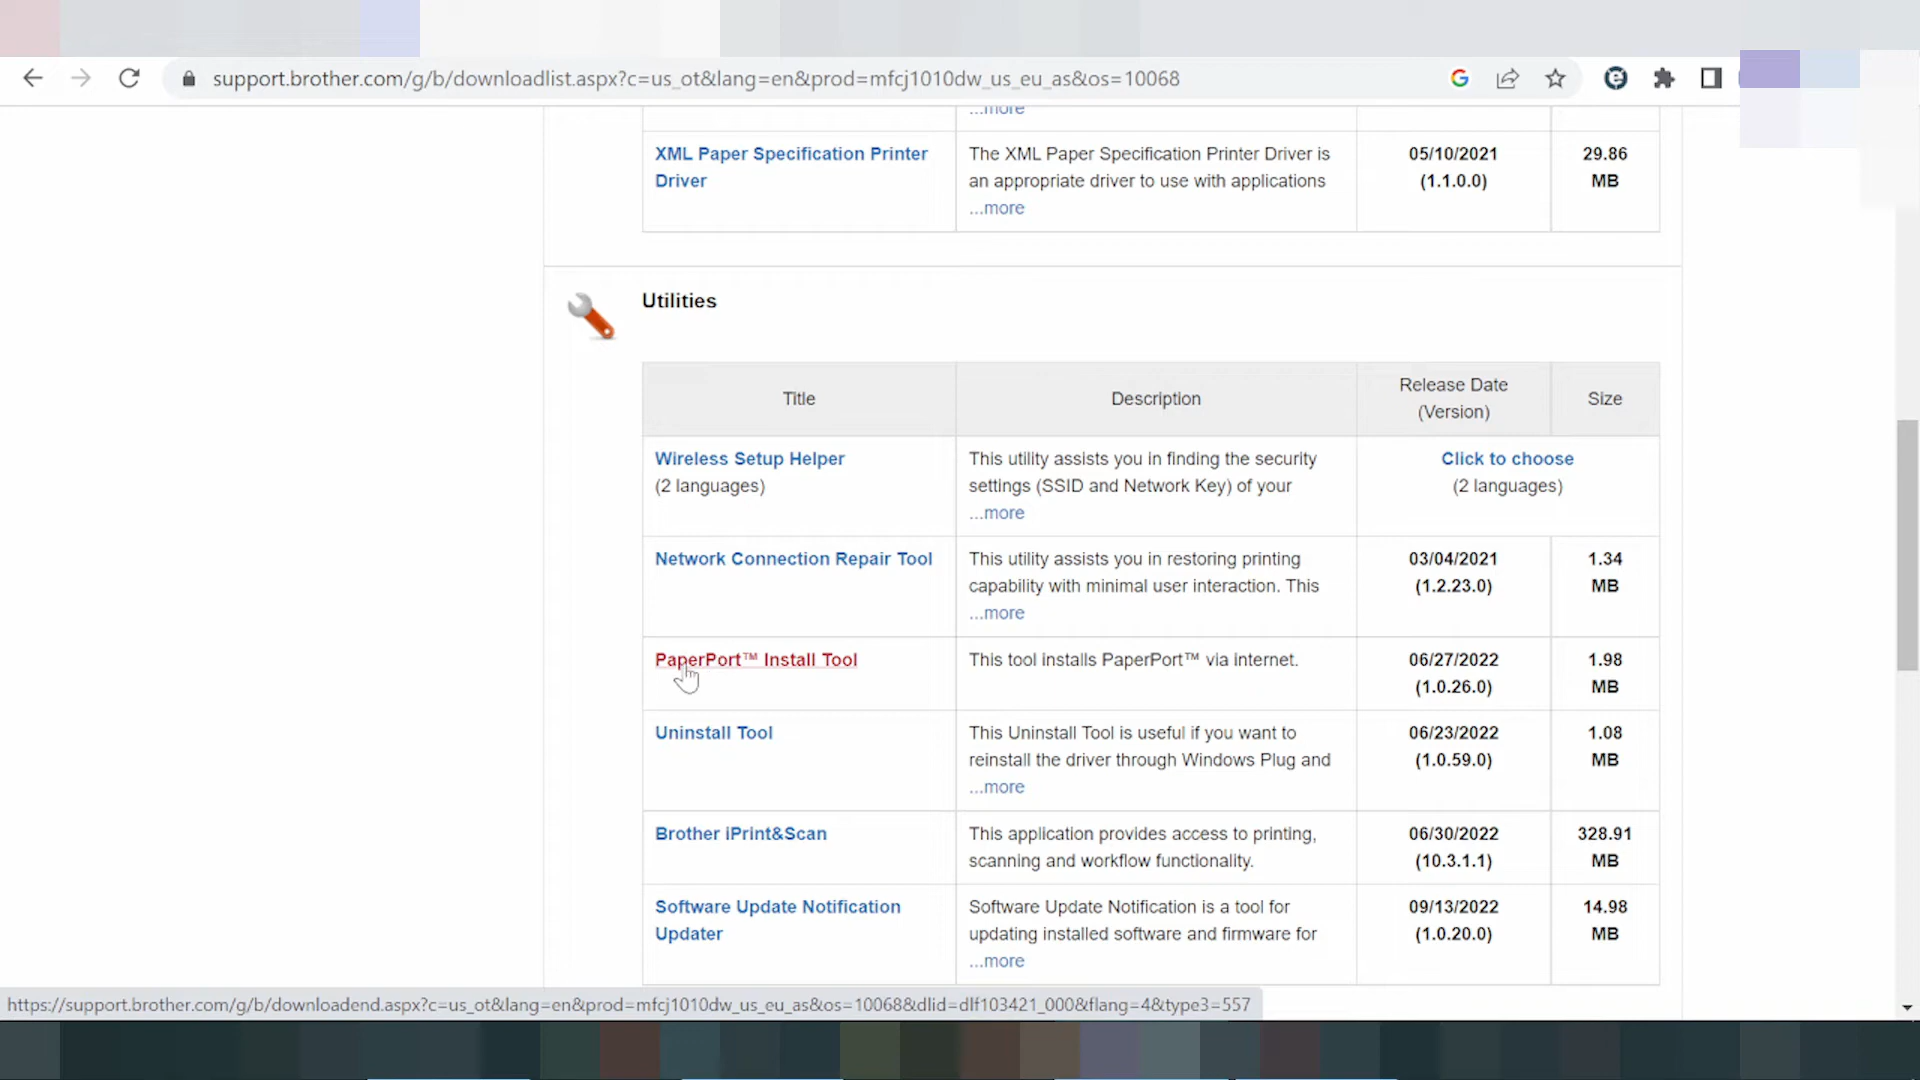 support.brother.com/g/b/downloadlist.aspx?c=us_ot&lang=en&prod=mfcj1010dw_us_eu_as&os=10068
...more
XML Paper Specification Printer
Driver
The XML Paper Specification Printer Driver is
an appropriate driver to use with applications
...more
05/10/2021
(1.1.0.0)
29.86
MB
Utilities
Title
Description
Release Date
(Version)
Size
Wireless Setup Helper
(2 languages)
This utility assists you in finding the security
settings (SSID and Network Key) of your
...more
Click to choose
(2 languages)
Network Connection Repair Tool
This utility assists you in restoring printing
capability with minimal user interaction. This
...more
03/04/2021
(1.2.23.0)
1.34
MB
PaperPort™ Install Tool
This tool installs PaperPort™ via internet.
06/27/2022
(1.0.26.0)
1.98
MB
Uninstall Tool
This Uninstall Tool is useful if you want to
reinstall the driver through Windows Plug and
...more
06/23/2022
(1.0.59.0)
1.08
MB
Brother iPrint&Scan
This application provides access to printing,
scanning and workflow functionality.
06/30/2022
(10.3.1.1)
328.91
MB
Software Update Notification
Updater
Software Update Notification is a tool for
updating installed software and firmware for
...more
09/13/2022
(1.0.20.0)
14.98
MB
https://support.brother.com/g/b/downloadend.aspx?c=us_ot&lang=en&prod=mfcj1010dw_us_eu_as&os=10068&dlid=dlf103421_000&flang=4&type3=557